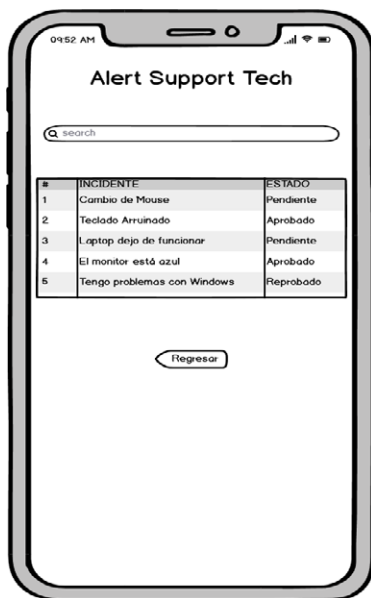 09:52 AM
Alert Support Tech
search
# INCIDENTE ESTADO
1 Cambio de Mouse Pendiente
2 Teclado Arruinado Aprobado
3 Laptop dejo de funcionar Pendiente
4 El monitor está azul Aprobado
5 Tengo problemas con Windows Reprobado
Regresar